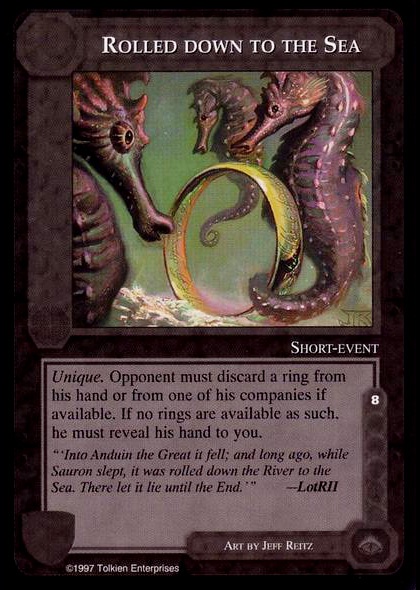 ROLLED DOWN TO THE SEA
JTR
SHORT-EVENT
Unique. Opponent must discard a ring from
his hand or from one of his companies if
available. If no rings are available as such,
he must reveal his hand to you.
8
"'Into Anduin the Great it fell; and long ago, while
Sauron slept, it was rolled down the River to the
Sea. There let it lie until the End.'" —LotRII
ART BY JEFF REITZ
©1997 Tolkien Enterprises